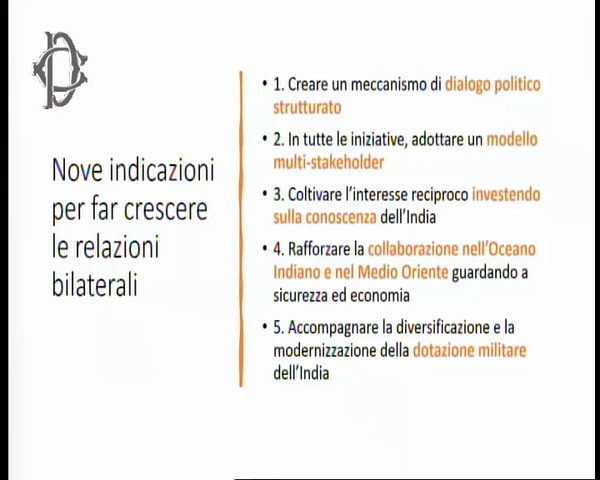 Nove indicazioni
per far crescere
le relazioni
bilaterali
• 1. Creare un meccanismo di dialogo politico
strutturato
• 2. In tutte le iniziative, adottare un modello
multi-stakeholder
• 3. Coltivare l'interesse reciproco investendo
sulla conoscenza dell'India
• 4. Rafforzare la collaborazione nell'Oceano
Indiano e nel Medio Oriente guardando a
sicurezza ed economia
• 5. Accompagnare la diversificazione e la
modernizzazione della dotazione militare
dell'India